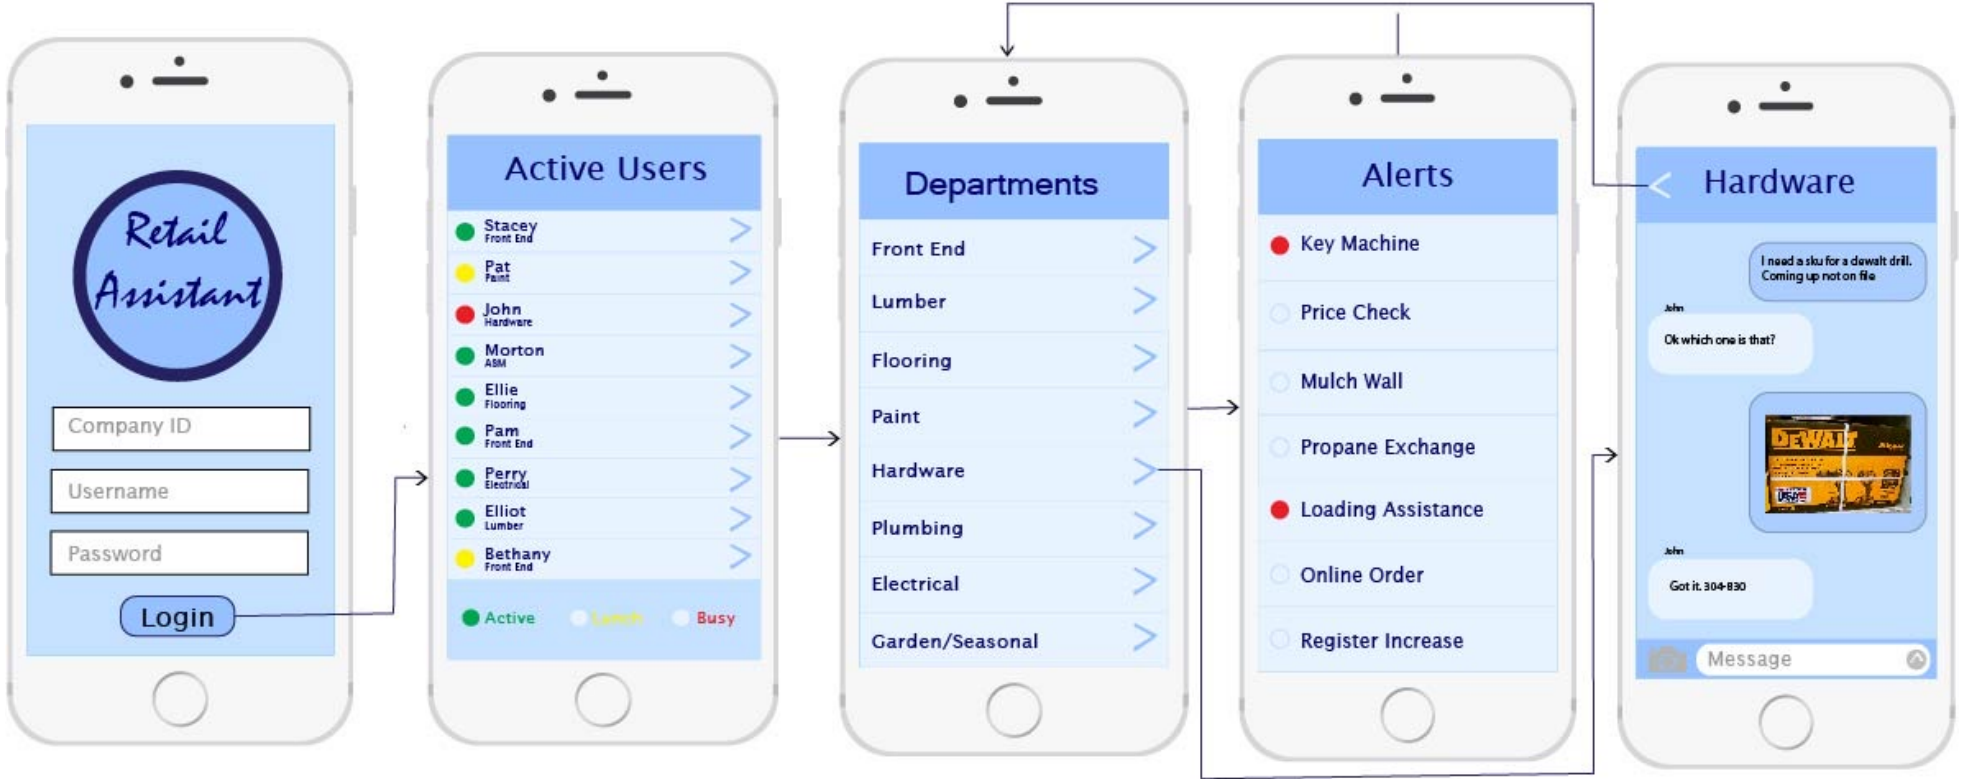 Retail
Assistant
Company ID
Username
Password
Login
Active Users
Stacey
Front End
Pat
Paint
John
Hardware
Morton
ASM
Ellie
Flooring
Pam
Front End
Perry
Electrical
Elliot
Lumber
Bethany
Front End
Active Lunch Busy
Departments
Front End
Lumber
Flooring
Paint
Hardware
Plumbing
Electrical
Garden/Seasonal
Alerts
Key Machine
Price Check
Mulch Wall
Propane Exchange
Loading Assistance
Online Order
Register Increase
Hardware
I need a sku for a dewalt drill.
Coming up not on file
John
Ok which one is that?
DEWALT
USA
John
Got it. 304-830
Message